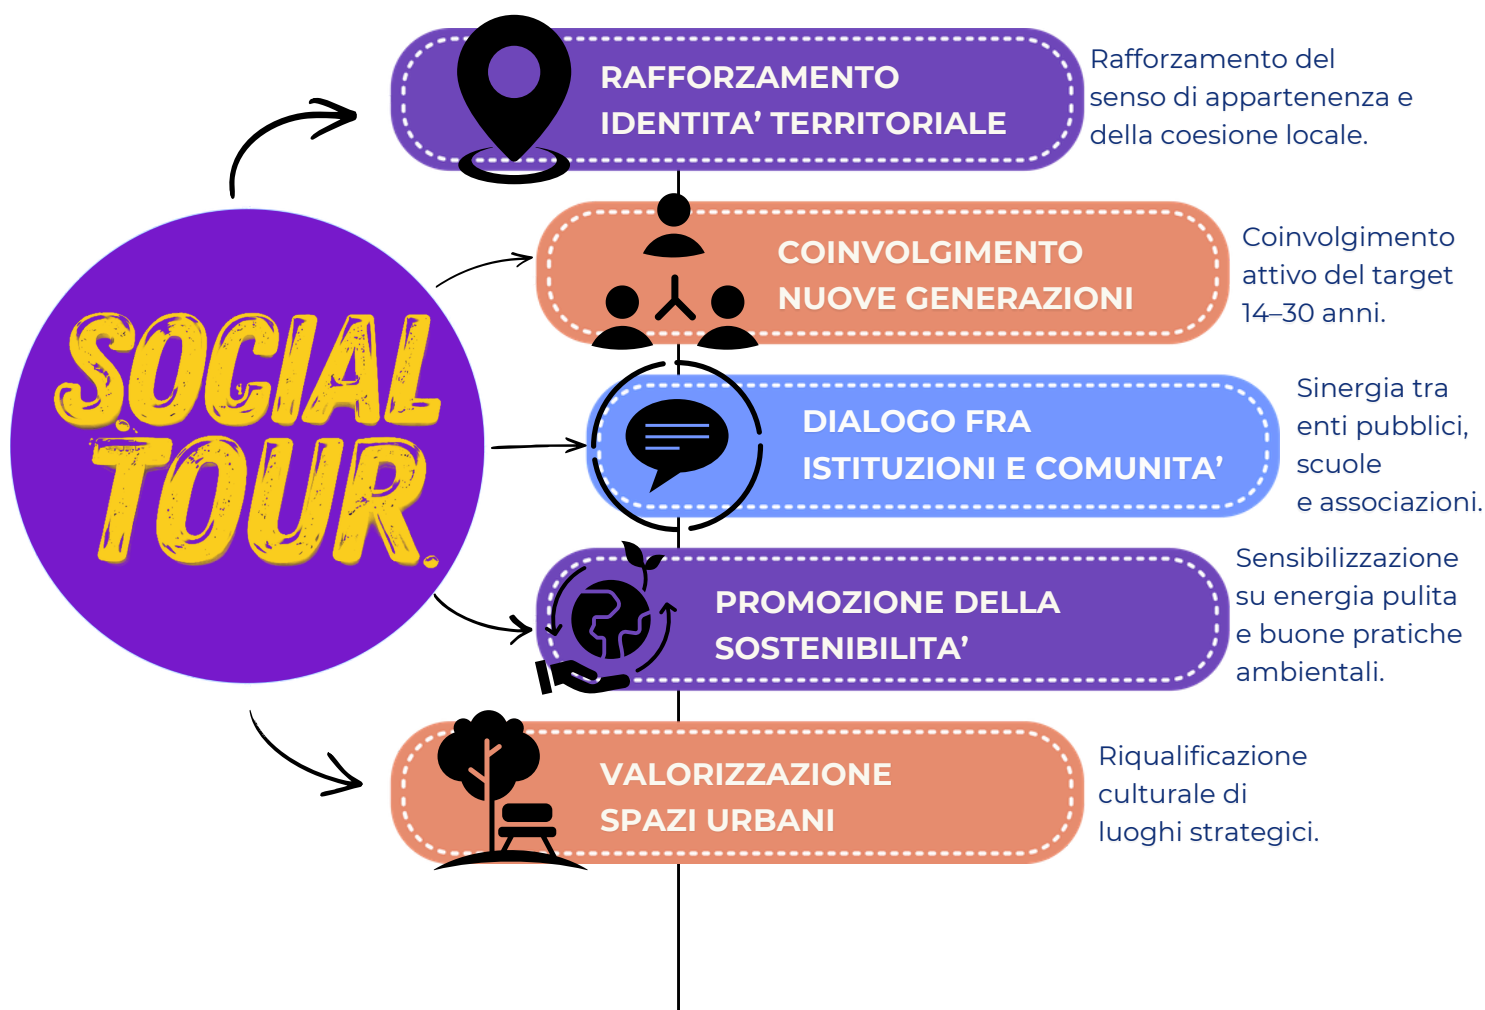 SOCIAL
TOUR.
RAFFORZAMENTO
IDENTITA’ TERRITORIALE
Rafforzamento del
senso di appartenenza e
della coesione locale.
COINVOLGIMENTO
NUOVE GENERAZIONI
Coinvolgimento
attivo del target
14–30 anni.
DIALOGO FRA
ISTITUZIONI E COMUNITA’
Sinergia tra
enti pubblici,
scuole
e associazioni.
PROMOZIONE DELLA
SOSTENIBILITA’
Sensibilizzazione
su energia pulita
e buone pratiche
ambientali.
VALORIZZAZIONE
SPAZI URBANI
Riqualificazione
culturale di
luoghi strategici.